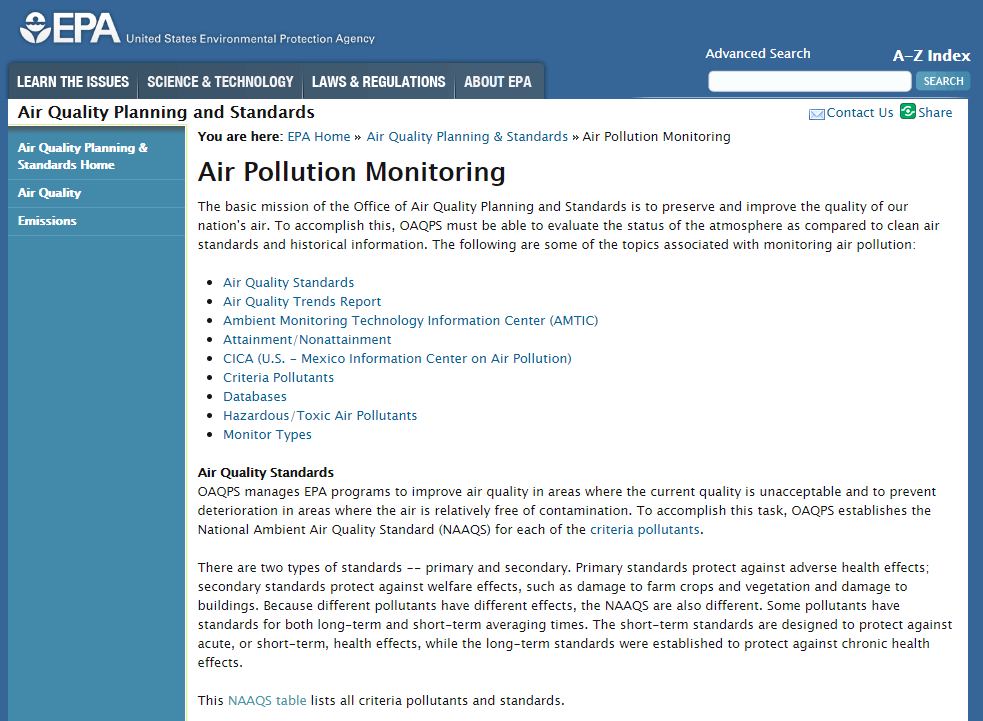 EPA United States Environmental Protection Agency
Advanced Search
A-Z Index
LEARN THE ISSUES SCIENCE & TECHNOLOGY LAWS & REGULATIONS ABOUT EPA
SEARCH
Air Quality Planning and Standards
Contact Us Share
Air Quality Planning &
Standards Home
Air Quality
Emissions
You are here: EPA Home » Air Quality Planning & Standards » Air Pollution Monitoring
Air Pollution Monitoring
The basic mission of the Office of Air Quality Planning and Standards is to preserve and improve the quality of our
nation's air. To accomplish this, OAQPS must be able to evaluate the status of the atmosphere as compared to clean air
standards and historical information. The following are some of the topics associated with monitoring air pollution:
• Air Quality Standards
• Air Quality Trends Report
• Ambient Monitoring Technology Information Center (AMTIC)
• Attainment/Nonattainment
• CICA (U.S. - Mexico Information Center on Air Pollution)
• Criteria Pollutants
• Databases
• Hazardous/Toxic Air Pollutants
• Monitor Types
Air Quality Standards
OAQPS manages EPA programs to improve air quality in areas where the current quality is unacceptable and to prevent
deterioration in areas where the air is relatively free of contamination. To accomplish this task, OAQPS establishes the
National Ambient Air Quality Standard (NAAQS) for each of the criteria pollutants.
There are two types of standards -- primary and secondary. Primary standards protect against adverse health effects;
secondary standards protect against welfare effects, such as damage to farm crops and vegetation and damage to
buildings. Because different pollutants have different effects, the NAAQS are also different. Some pollutants have
standards for both long-term and short-term averaging times. The short-term standards are designed to protect against
acute, or short-term, health effects, while the long-term standards were established to protect against chronic health
effects.
This NAAQS table lists all criteria pollutants and standards.